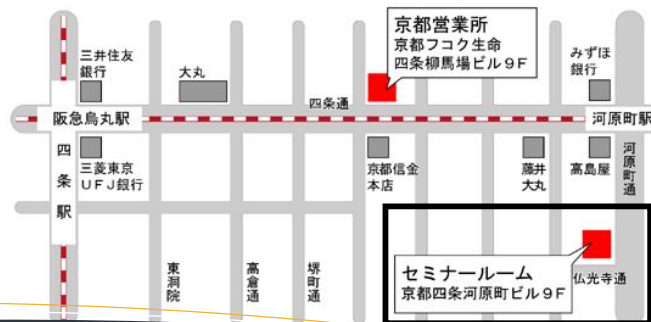 京都営業所
京都フコク生命
四条柳馬場ビル9F
三井住友
銀行
大丸
みずほ
銀行
四条通
阪急烏丸駅
河原町駅
四条駅
三菱東京
UFJ銀行
京都信金
本店
藤井
大丸
高島屋
河原町通
東洞院
高倉通
堺町通
セミナールーム
京都四条河原町ビル9F
仏光寺通